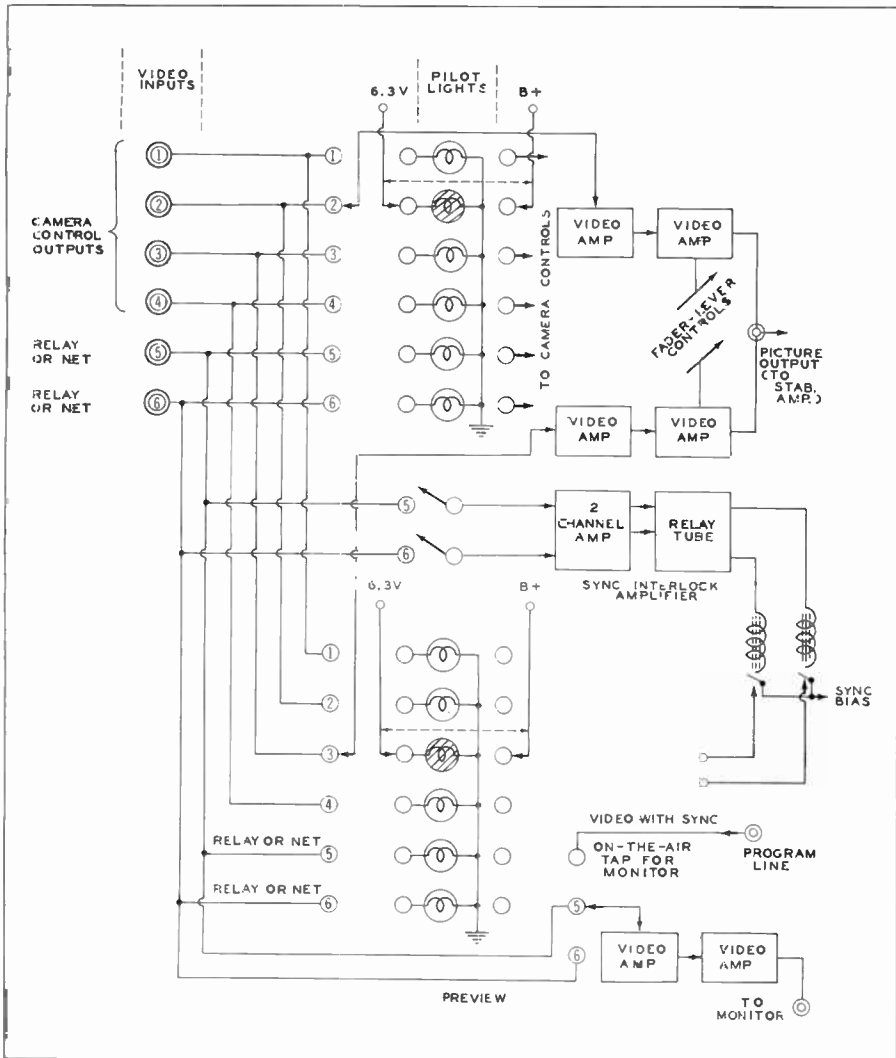 VIDEO
INPUTS
6.3V
PILOT
LIGHTS
B+
CAMERA
CONTROL
OUTPUTS
RELAY
OR NET
RELAY
OR NET
1
2
3
4
5
6
1
2
3
4
5
6
TO CAMERA CONTROLS
VIDEO
AMP
VIDEO
AMP
FADER-LEVER
CONTROLS
PICTURE
OUTPUT
(TO
STAB.
AMP.)
VIDEO
AMP
VIDEO
AMP
5
6
2
CHANNEL
AMP
RELAY
TUBE
SYNC INTERLOCK
AMPLIFIER
6.3V
B+
1
2
3
4
RELAY OR NET
5
RELAY OR NET
6
SYNC
BIAS
VIDEO WITH SYNC
ON-THE-AIR
TAP FOR
MONITOR
PROGRAM
LINE
5
6
VIDEO
AMP
VIDEO
AMP
PREVIEW
TO
MONITOR